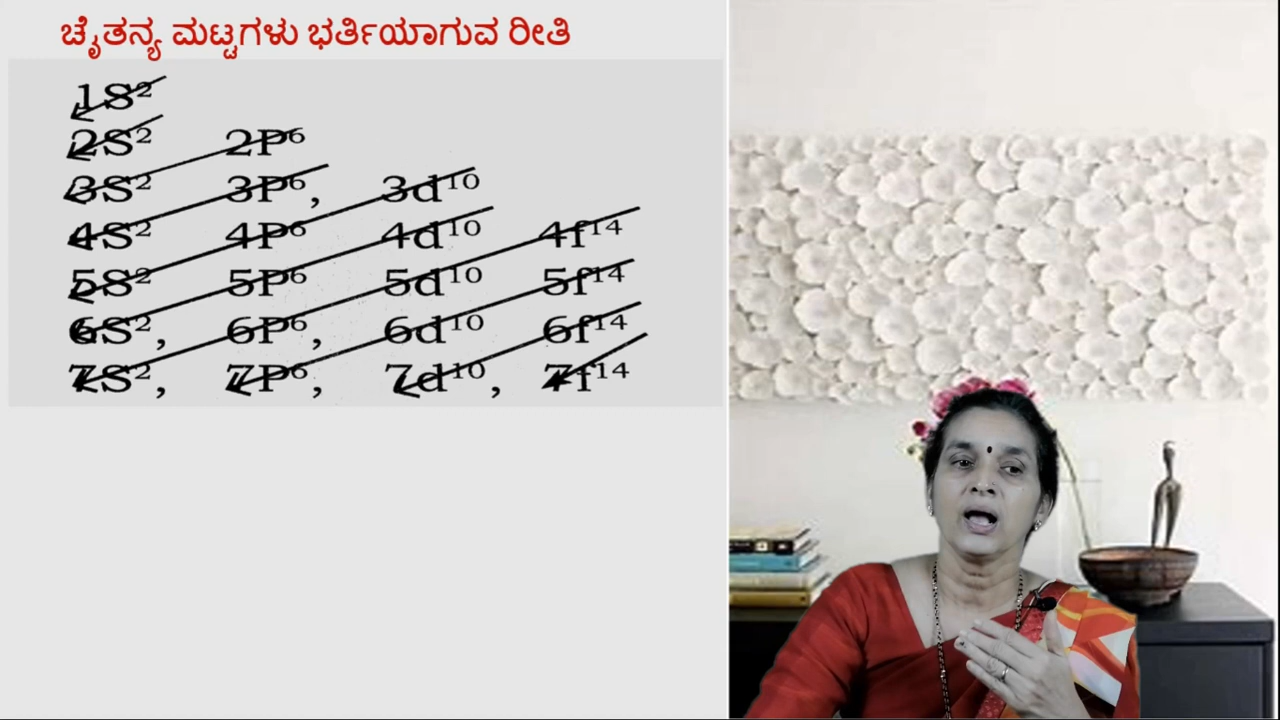 ಚೈತನ್ಯ ಮಟ್ಟಗಳು ಭರ್ತಿಯಾಗುವ ರೀತಿ
1S²
2S² 2P⁶
3S² 3P⁶, 3d¹⁰
4S² 4P⁶ 4d¹⁰ 4f¹⁴
5S² 5P⁶ 5d¹⁰ 5f¹⁴
6S², 6P⁶, 6d¹⁰ 6f¹⁴
7S², 7P⁶, 7d¹⁰, 7f¹⁴